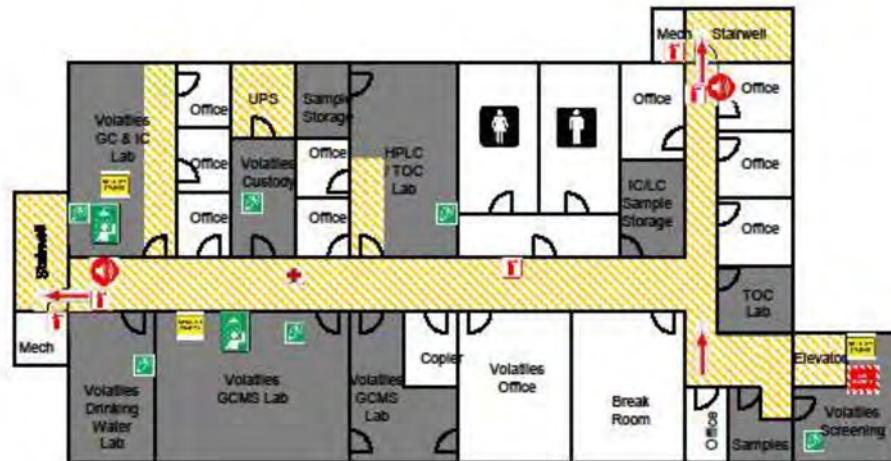 Mech
Stairwell
Volatiles
GC & IC
Lab
Office
Office
Office
UPS
Sample
Storage
Volatiles
Custody
Office
Office
HPLC
/ TOC
Lab
Office
IC/LC
Sample
Storage
Office
Office
Office
TOC
Lab
Stairwell
Mech
Volatiles
Drinking
Water
Lab
Volatiles
GCMS Lab
Volatiles
GCMS
Lab
Copier
Volatiles
Office
Break
Room
Office
Samples
Elevator
Volatiles
Screening